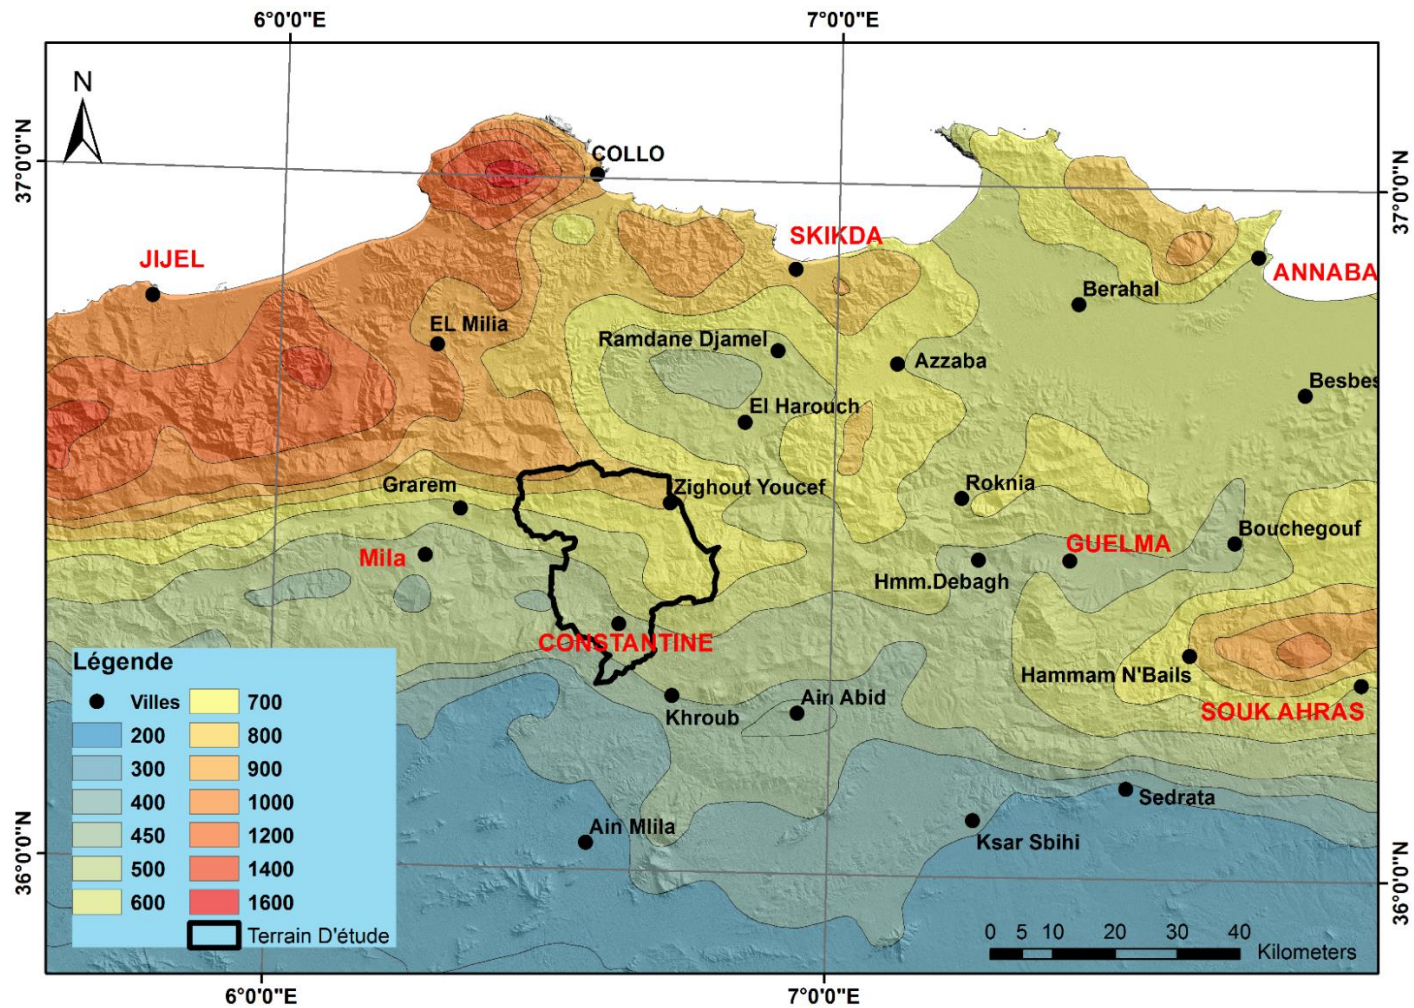 6°0'0"E
7°0'0"E
N
37°0'0"N
37°0'0"N
COLLO
SKIKDA
JIJEL
ANNABA
Berahal
EL Milia
Ramdane Djamel
Azzaba
Besbes
El Harouch
Grarem
Zighout Youcef
Roknia
Bouchegouf
Mila
GUELMA
Hmm.Debagh
CONSTANTINE
Hammam N'Bails
Khroub
Ain Abid
SOUK AHRAS
Sedrata
Ain Mlila
Ksar Sbihi
Légende
Villes
200
300
400
450
500
600
700
800
900
1000
1200
1400
1600
Terrain D'étude
36°0'0"N
36°0'0"N
0 5 10 20 30 40
Kilometers
6°0'0"E
7°0'0"E